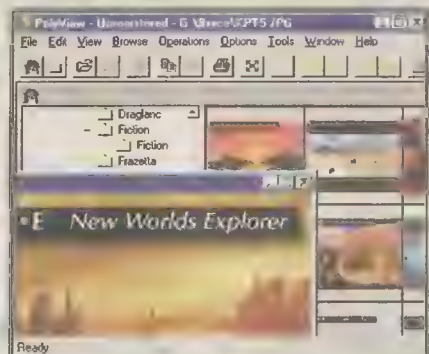 PolyView - Unregistered - G:\
File Edit View Browse Operations Options Tools Window Help
Draglanc
Fiction
Fiction
Frazetta
New Worlds Explorer
Ready